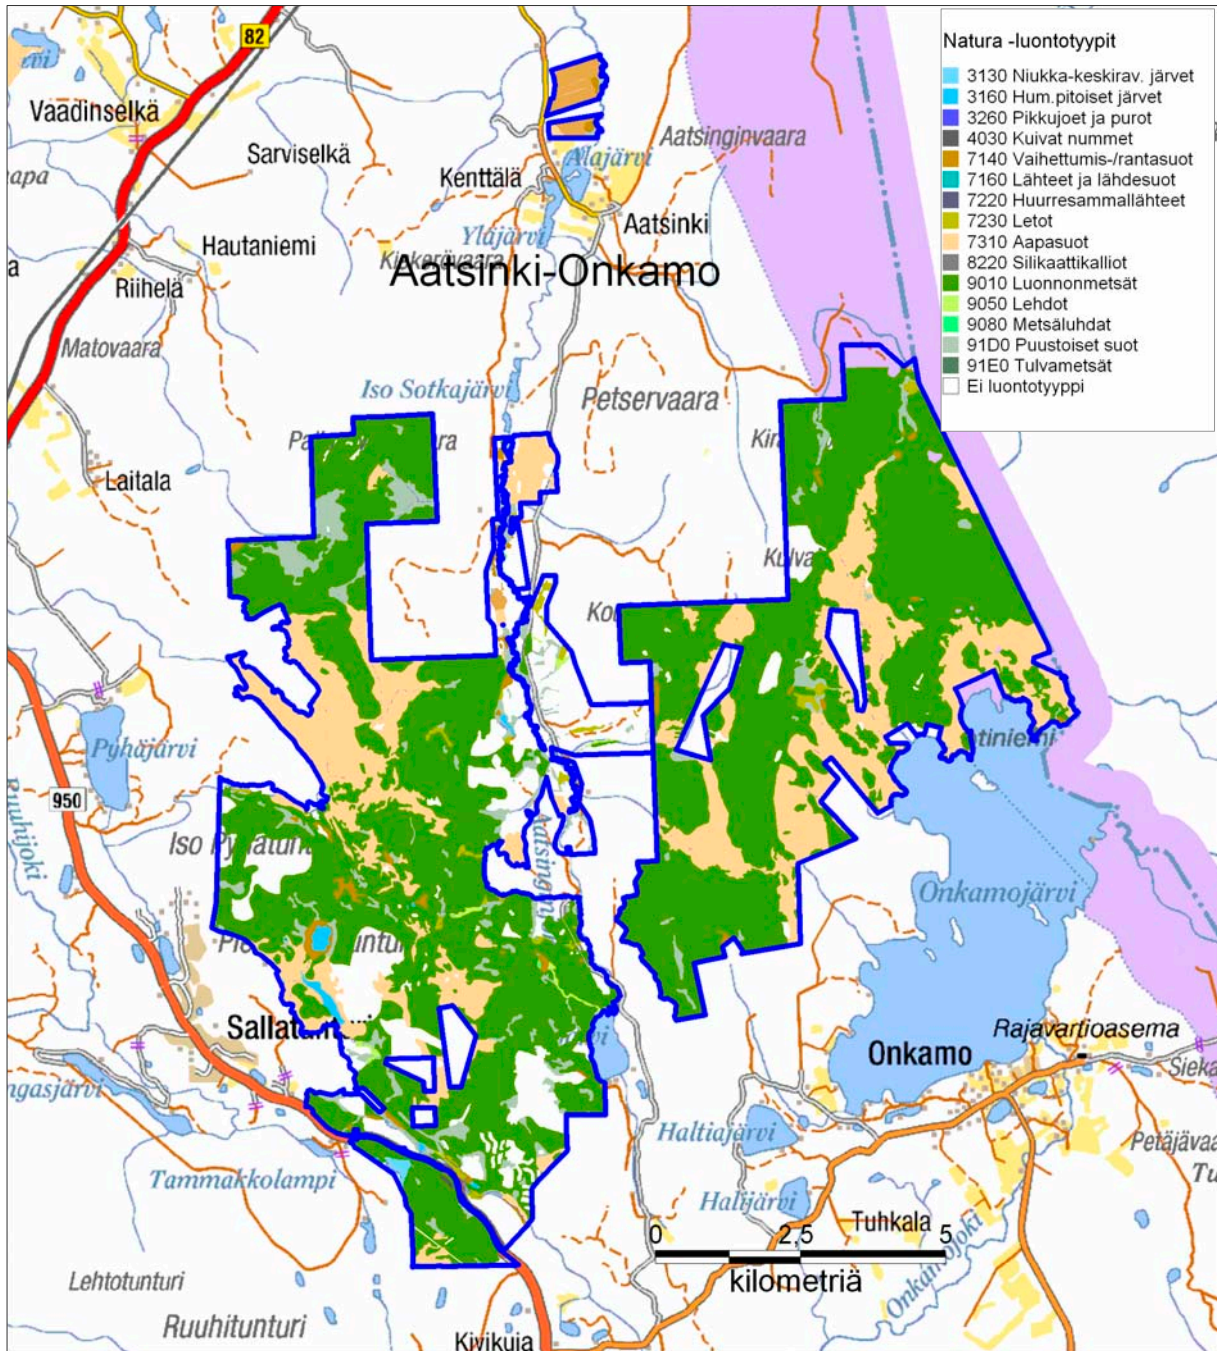 82
Natura -luontotyypit
3130 Niukka-keskirav. järvet
3160 Hum.pitoiset järvet
3260 Pikkujoet ja purot
4030 Kuivat nummet
7140 Vaihettumis-/rantasuot
7160 Lähteet ja lähdesuot
7220 Huurresammallähteet
7230 Letot
7310 Aapasuot
8220 Silikaattikalliot
9010 Luonnonmetsät
9050 Lehdot
9080 Metsäluhdat
91D0 Puustoiset suot
91E0 Tulvametsät
Ei luontotyyppi
Vaadinselkä
Sarviselkä
Aatsinginvaara
Alajärvi
Kenttälä
Aatsinki
Yläjärvi
Hautaniemi
Aatsinki-Onkamo
Riihelä
Matovaara
Iso Sotkajärvi
Petservaara
Laitala
Pyhäjärvi
950
Ruuhijoki
Onkamojärvi
Rajavartioasema
Onkamo
Haltiajärvi
Tammakkolampi
Halijärvi
Tuhkala
0 2,5 5
kilometriä
Onkamojoki
Lehtotunturi
Ruuhitunturi
Kivikuja